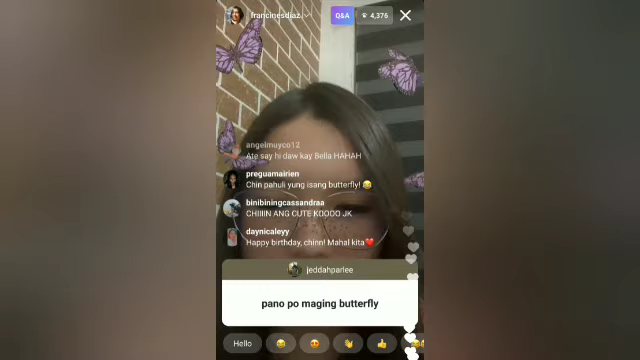 francinesdiaz
Q&A
4,376
angelmuyco12
Ate say hi daw kay Bella HAHAH
preguamairien
Chin pahuli yung isang butterfly! 😂
binibiningcassandraa
CHIIIIN ANG CUTE KOOOO JK
daynicaleyy
Happy birthday, chinn! Mahal kita❤️
jeddahparlee
pano po maging butterfly
Hello